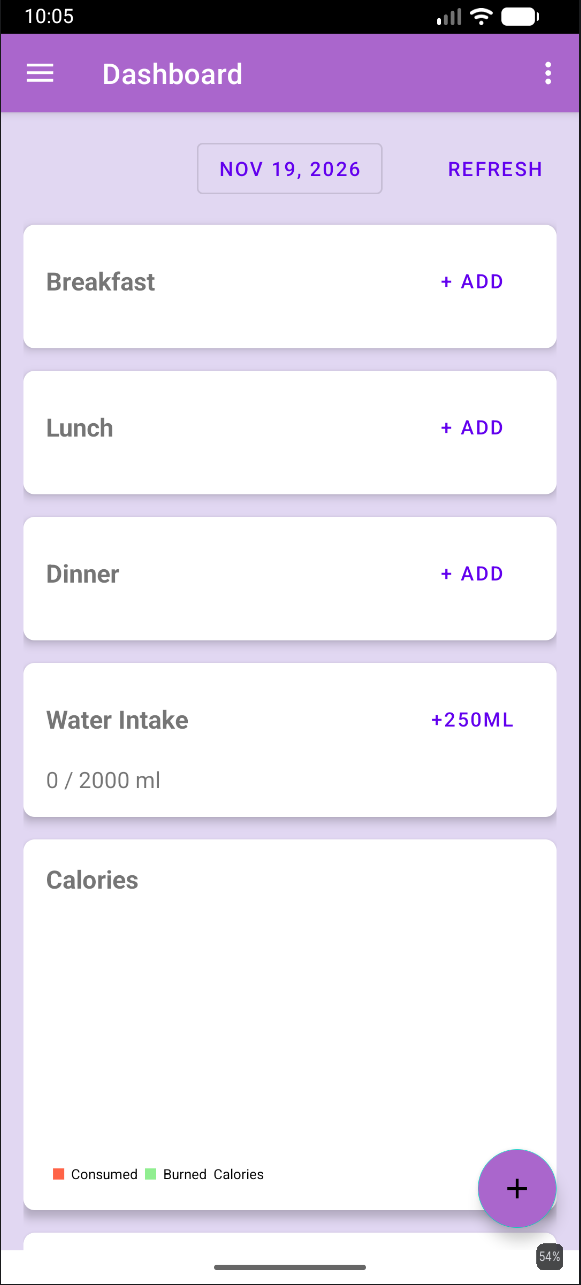 10:05
Dashboard
NOV 19, 2026 REFRESH
Breakfast + ADD
Lunch + ADD
Dinner + ADD
Water Intake +250ML
0 / 2000 ml
Calories
Consumed Burned Calories
+
54%